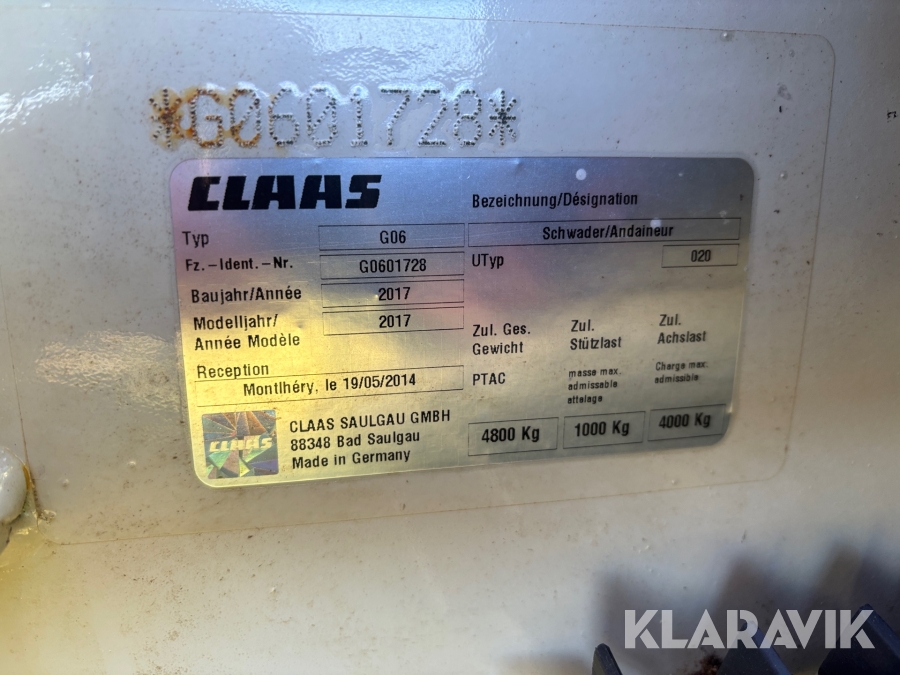 *G0601728*
CLAAS
Bezeichnung/Désignation
Typ G06 Schwader/Andaineur
Fz.-Ident.-Nr. G0601728 UTyp 020
Baujahr/Année 2017
Modelljahr/ Année Modèle 2017
Zul. Ges. Gewicht
Zul. Stützlast
Zul. Achslast
Reception
Montlhéry, le 19/05/2014
PTAC
masse max. admissable attelage
Charge max. admissible
CLAAS
CLAAS SAULGAU GMBH
88348 Bad Saulgau
Made in Germany
4800 Kg 1000 Kg 4000 Kg
KLARAVIK